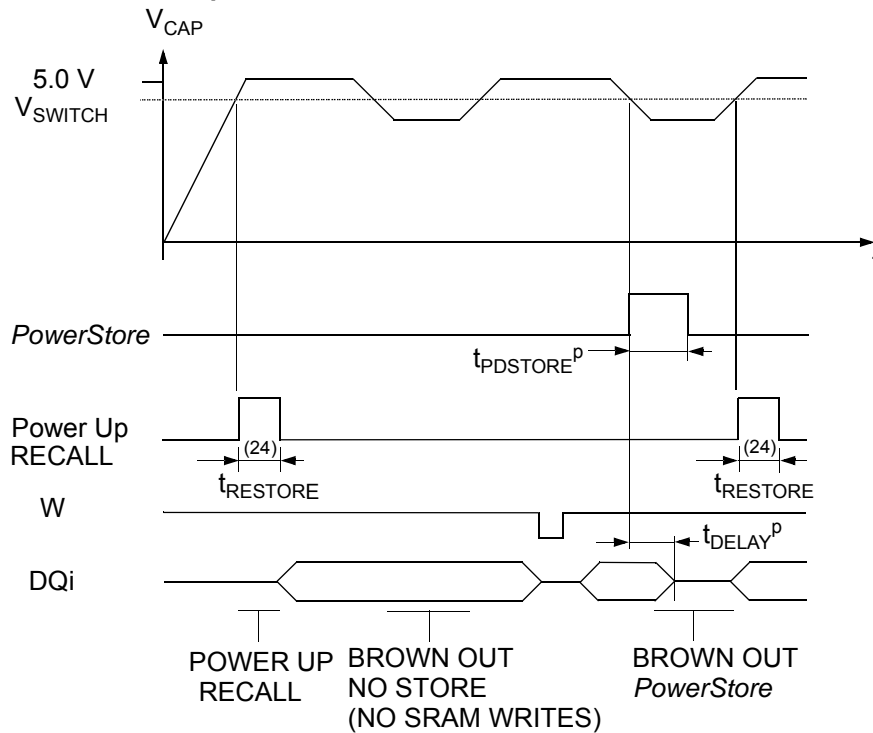 VCAP
5.0 V
VSWITCH
PowerStore
tPDSTOREp
Power Up
RECALL
(24)
(24)
tRESTORE
tRESTORE
W
tDELAYp
DQi
POWER UP
RECALL
BROWN OUT
NO STORE
(NO SRAM WRITES)
BROWN OUT
PowerStore